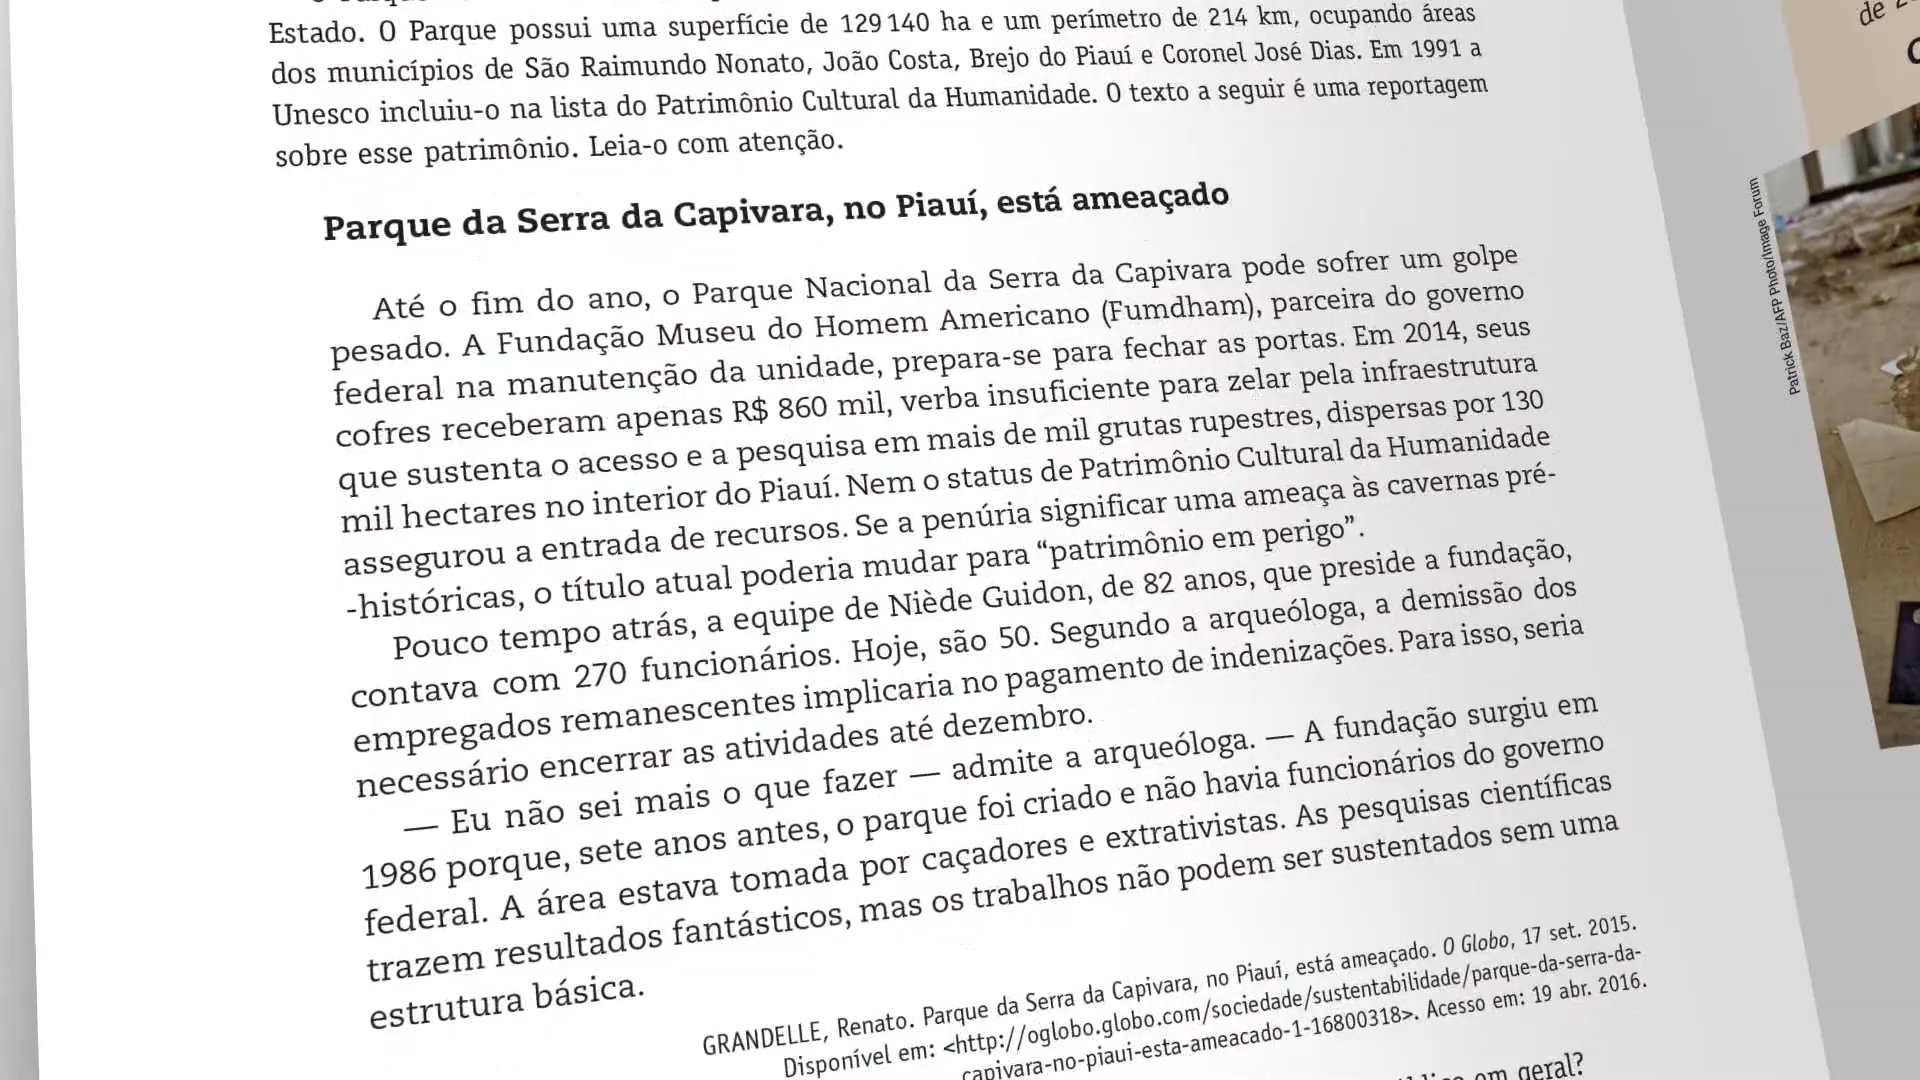 Estado. O Parque possui uma superfície de 129 140 ha e um perímetro de 214 km, ocupando áreas
dos municípios de São Raimundo Nonato, João Costa, Brejo do Piauí e Coronel José Dias. Em 1991 a
Unesco incluiu-o na lista do Patrimônio Cultural da Humanidade. O texto a seguir é uma reportagem
sobre esse patrimônio. Leia-o com atenção.
Parque da Serra da Capivara, no Piauí, está ameaçado
Até o fim do ano, o Parque Nacional da Serra da Capivara pode sofrer um golpe
pesado. A Fundação Museu do Homem Americano (Fumdham), parceira do governo
federal na manutenção da unidade, prepara-se para fechar as portas. Em 2014, seus
cofres receberam apenas R$ 860 mil, verba insuficiente para zelar pela infraestrutura
que sustenta o acesso e a pesquisa em mais de mil grutas rupestres, dispersas por 130
mil hectares no interior do Piauí. Nem o status de Patrimônio Cultural da Humanidade
assegurou a entrada de recursos. Se a penúria significar uma ameaça às cavernas pré-
-históricas, o título atual poderia mudar para “patrimônio em perigo”.
Pouco tempo atrás, a equipe de Niède Guidon, de 82 anos, que preside a fundação,
contava com 270 funcionários. Hoje, são 50. Segundo a arqueóloga, a demissão dos
empregados remanescentes implicaria no pagamento de indenizações. Para isso, seria
necessário encerrar as atividades até dezembro.
— Eu não sei mais o que fazer — admite a arqueóloga. — A fundação surgiu em
1986 porque, sete anos antes, o parque foi criado e não havia funcionários do governo
federal. A área estava tomada por caçadores e extrativistas. As pesquisas científicas
trazem resultados fantásticos, mas os trabalhos não podem ser sustentados sem uma
estrutura básica.
GRANDELLE, Renato. Parque da Serra da Capivara, no Piauí, está ameaçado. O Globo, 17 set. 2015.
Disponível em: <http://oglobo.globo.com/sociedade/sustentabilidade/parque-da-serra-da-
capivara-no-piaui-esta-ameacado-1-16800318>. Acesso em: 19 abr. 2016.
em geral?
de
Patrick Baz/AFP Photo/Image Forum